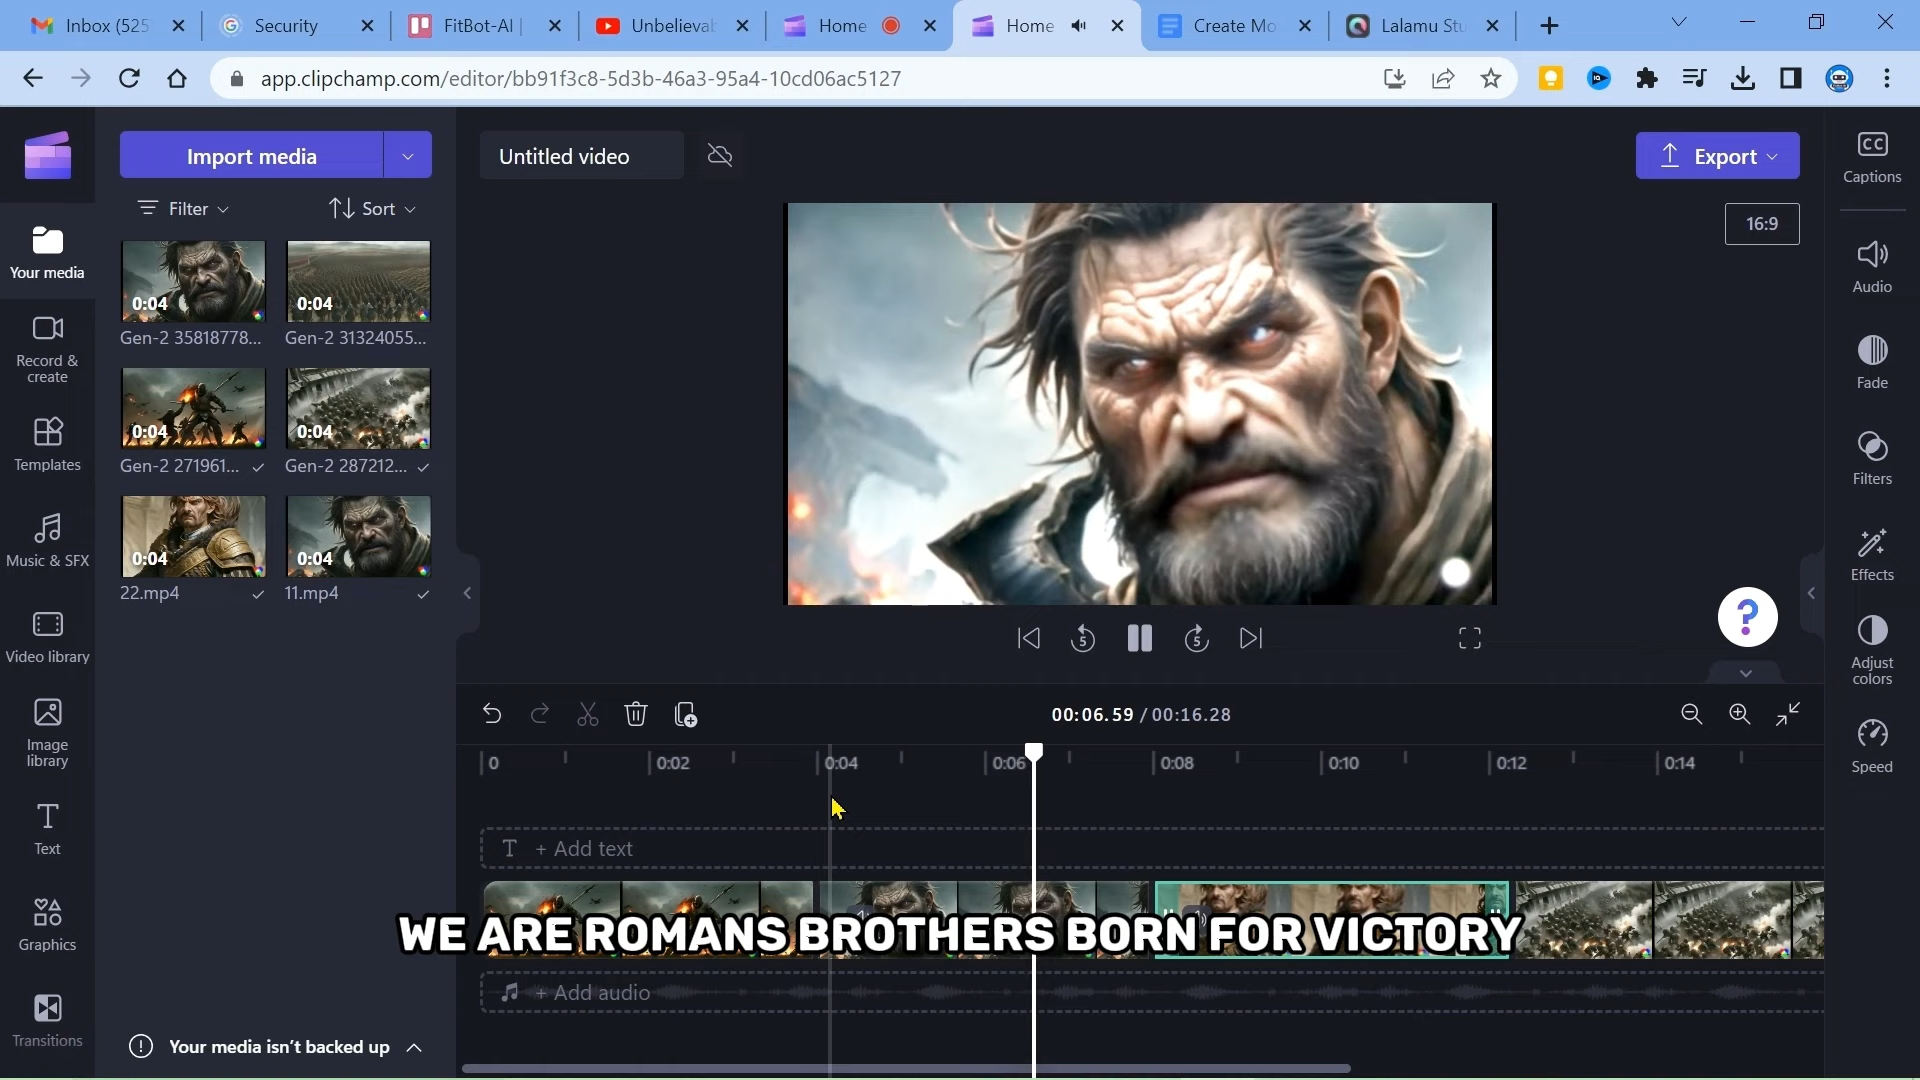 Inbox (525
Security
FitBot-AI |
Unbelieval
Home
Home
Create Mo
Lalamu Stu
app.clipchamp.com/editor/bb91f3c8-5d3b-46a3-95a4-10cd06ac5127
Import media
Untitled video
Export
CC
Captions
Filter
Sort
16:9
Your media
0:04
0:04
Gen-2 35818778...
Gen-2 31324055...
Audio
Record &
create
0:04
0:04
Gen-2 271961...
Gen-2 287212...
Fade
Templates
Filters
0:04
0:04
22.mp4
11.mp4
Music & SFX
Effects
Video library
5
5
?
Adjust
colors
Image
library
00:06.59 / 00:16.28
0
0:02
0:04
0:06
0:08
0:10
0:12
0:14
Speed
Text
T + Add text
Graphics
WE ARE ROMANS BROTHERS BORN FOR VICTORY
+ Add audio
Transitions
Your media isn't backed up